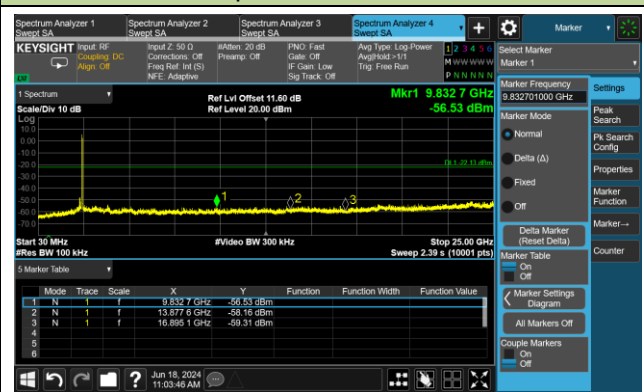 Spectrum Analyzer 1
Swept SA
Spectrum Analyzer 2
Swept SA
Spectrum Analyzer 3
Swept SA
Spectrum Analyzer 4
Swept SA
Marker
KEYSIGHT
Input: RF
Coupling: DC
Align: Off
Input Z: 50 Ω
Corrections: Off
Freq Ref: Int (S)
NFE: Adaptive
#Atten: 20 dB
Preamp: Off
PNO: Fast
Gate: Off
IF Gain: Low
Sig Track: Off
Avg Type: Log-Power
Avg|Hold:>1/1
Trig: Free Run
1 2 3 4 5 6
M W W W W W
P N N N N N
Select Marker
Marker 1
1 Spectrum
Scale/Div 10 dB
Log
Ref Lvl Offset 11.60 dB
Ref Level 20.00 dBm
Mkr1 9.832 7 GHz
-56.53 dBm
10.0
0.00
-10.0
-20.0
-30.0
-40.0
-50.0
-60.0
-70.0
DL1 -22.13 dBm
1
2
3
Start 30 MHz
#Res BW 100 kHz
#Video BW 300 kHz
Stop 25.00 GHz
Sweep 2.39 s (10001 pts)
5 Marker Table
Mode Trace Scale X Y Function Function Width Function Value
1 N 1 f 9.832 7 GHz -56.53 dBm
2 N 1 f 13.877 6 GHz -58.16 dBm
3 N 1 f 16.895 1 GHz -59.31 dBm
4
5
6
Marker Frequency
9.832701000 GHz
Marker Mode
Normal
Delta (Δ)
Fixed
Off
Delta Marker
(Reset Delta)
Marker Table
On
Off
Marker Settings
Diagram
All Markers Off
Couple Markers
On
Off
Settings
Peak
Search
Pk Search
Config
Properties
Marker
Function
Marker→
Counter
Jun 18, 2024
11:03:46 AM